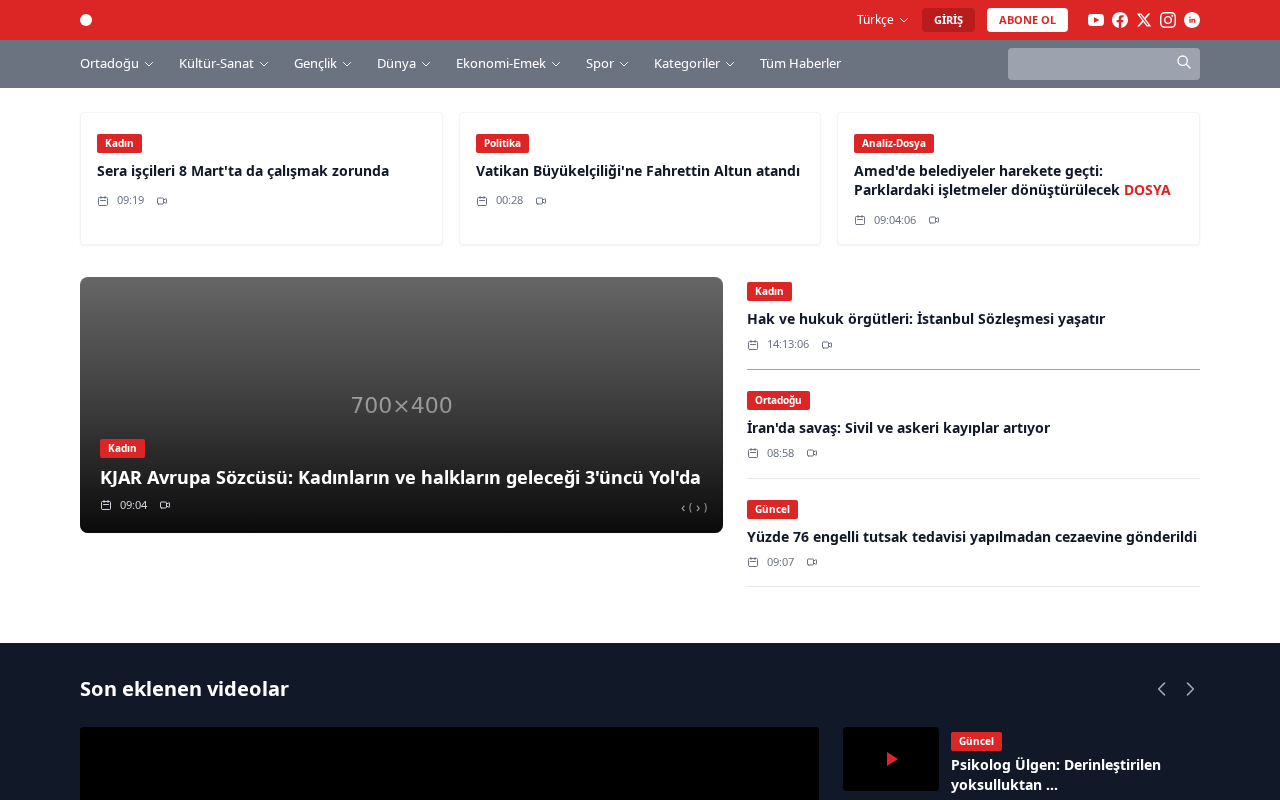 Türkçe
GİRİŞ
ABONE OL
Ortadoğu
Kültür-Sanat
Gençlik
Dünya
Ekonomi-Emek
Spor
Kategoriler
Tüm Haberler
Kadın
Sera işçileri 8 Mart'ta da çalışmak zorunda
09:19
Politika
Vatikan Büyükelçiliği'ne Fahrettin Altun atandı
00:28
Analiz-Dosya
Amed'de belediyeler harekete geçti:
Parklardaki işletmeler dönüştürülecek DOSYA
09:04:06
700×400
Kadın
KJAR Avrupa Sözcüsü: Kadınların ve halkların geleceği 3'üncü Yol'da
09:04
‹ ( › )
Kadın
Hak ve hukuk örgütleri: İstanbul Sözleşmesi yaşatır
14:13:06
Ortadoğu
İran'da savaş: Sivil ve askeri kayıplar artıyor
08:58
Güncel
Yüzde 76 engelli tutsak tedavisi yapılmadan cezaevine gönderildi
09:07
Son eklenen videolar
Güncel
Psikolog Ülgen: Derinleştirilen
yoksulluktan ...